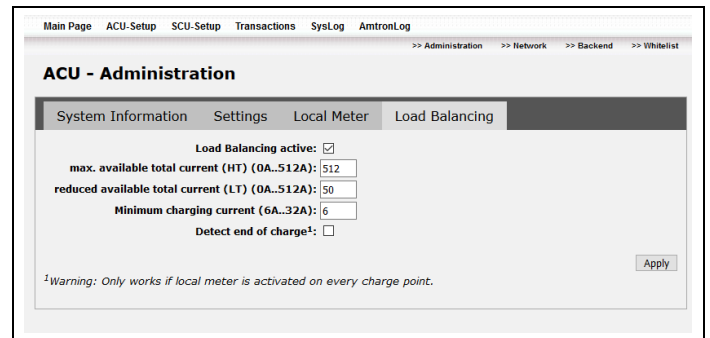 Main Page ACU-Setup SCU-Setup Transactions SysLog AmtronLog
>> Administration >> Network >> Backend >> Whitelist
ACU - Administration
System Information Settings Local Meter Load Balancing
Load Balancing active:
max. available total current (HT) (0A..512A): 512
reduced available total current (LT) (0A..512A): 50
Minimum charging current (6A..32A): 6
Detect end of charge¹:
Apply
¹Warning: Only works if local meter is activated on every charge point.